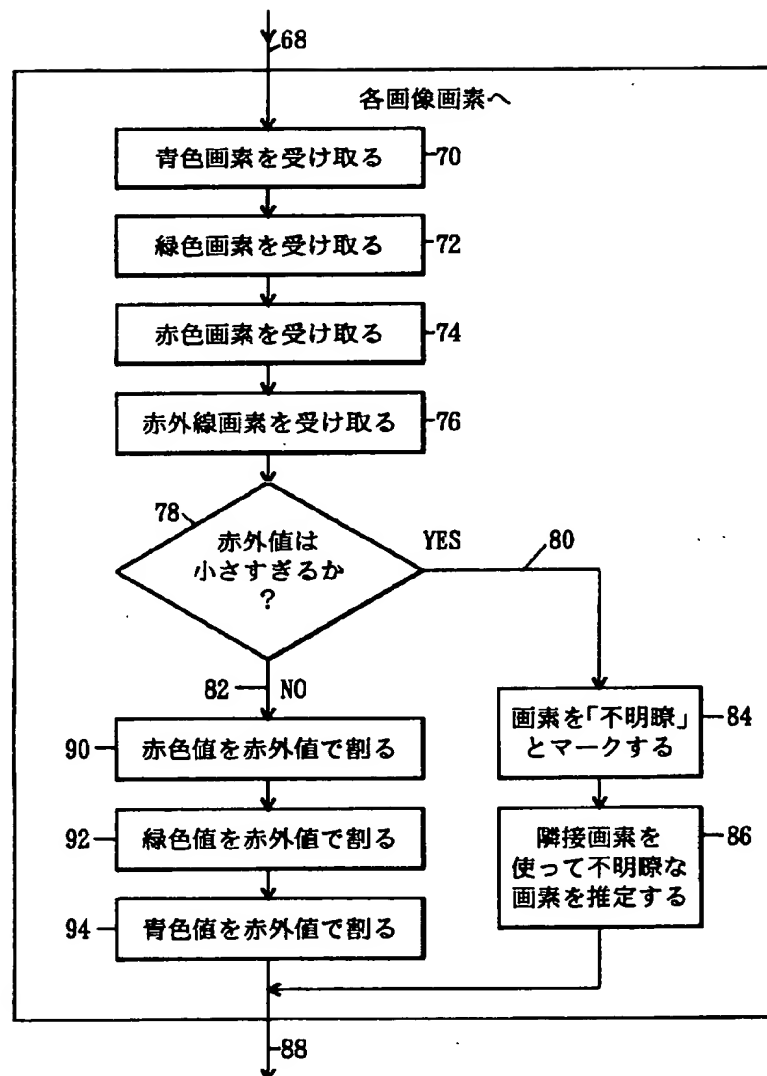 68
各画像画素へ
青色画素を受け取る
70
緑色画素を受け取る
72
赤色画素を受け取る
74
赤外線画素を受け取る
76
78
赤外値は
小さすぎるか
?
YES
80
82
NO
画素を「不明瞭」
とマークする
84
90
赤色値を赤外値で割る
92
緑色値を赤外値で割る
隣接画素を
使って不明瞭な
画素を推定する
86
94
青色値を赤外値で割る
88